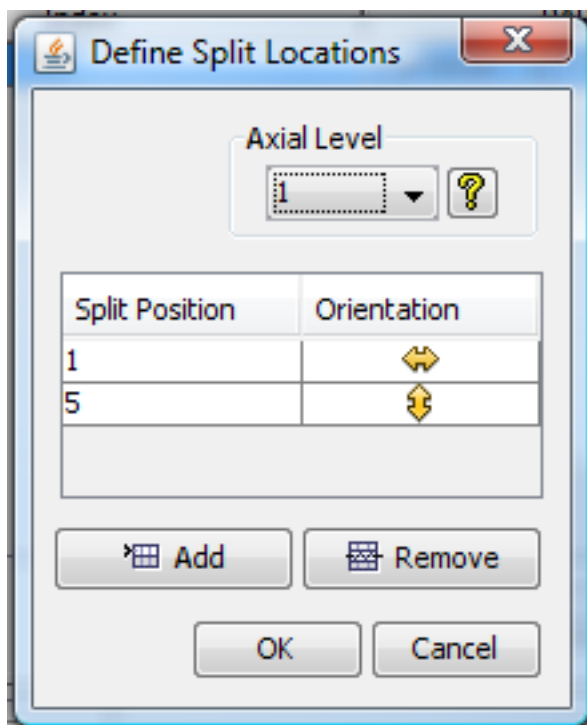 Define Split Locations
Axial Level
1
Split Position Orientation
1
5
Add Remove
OK Cancel